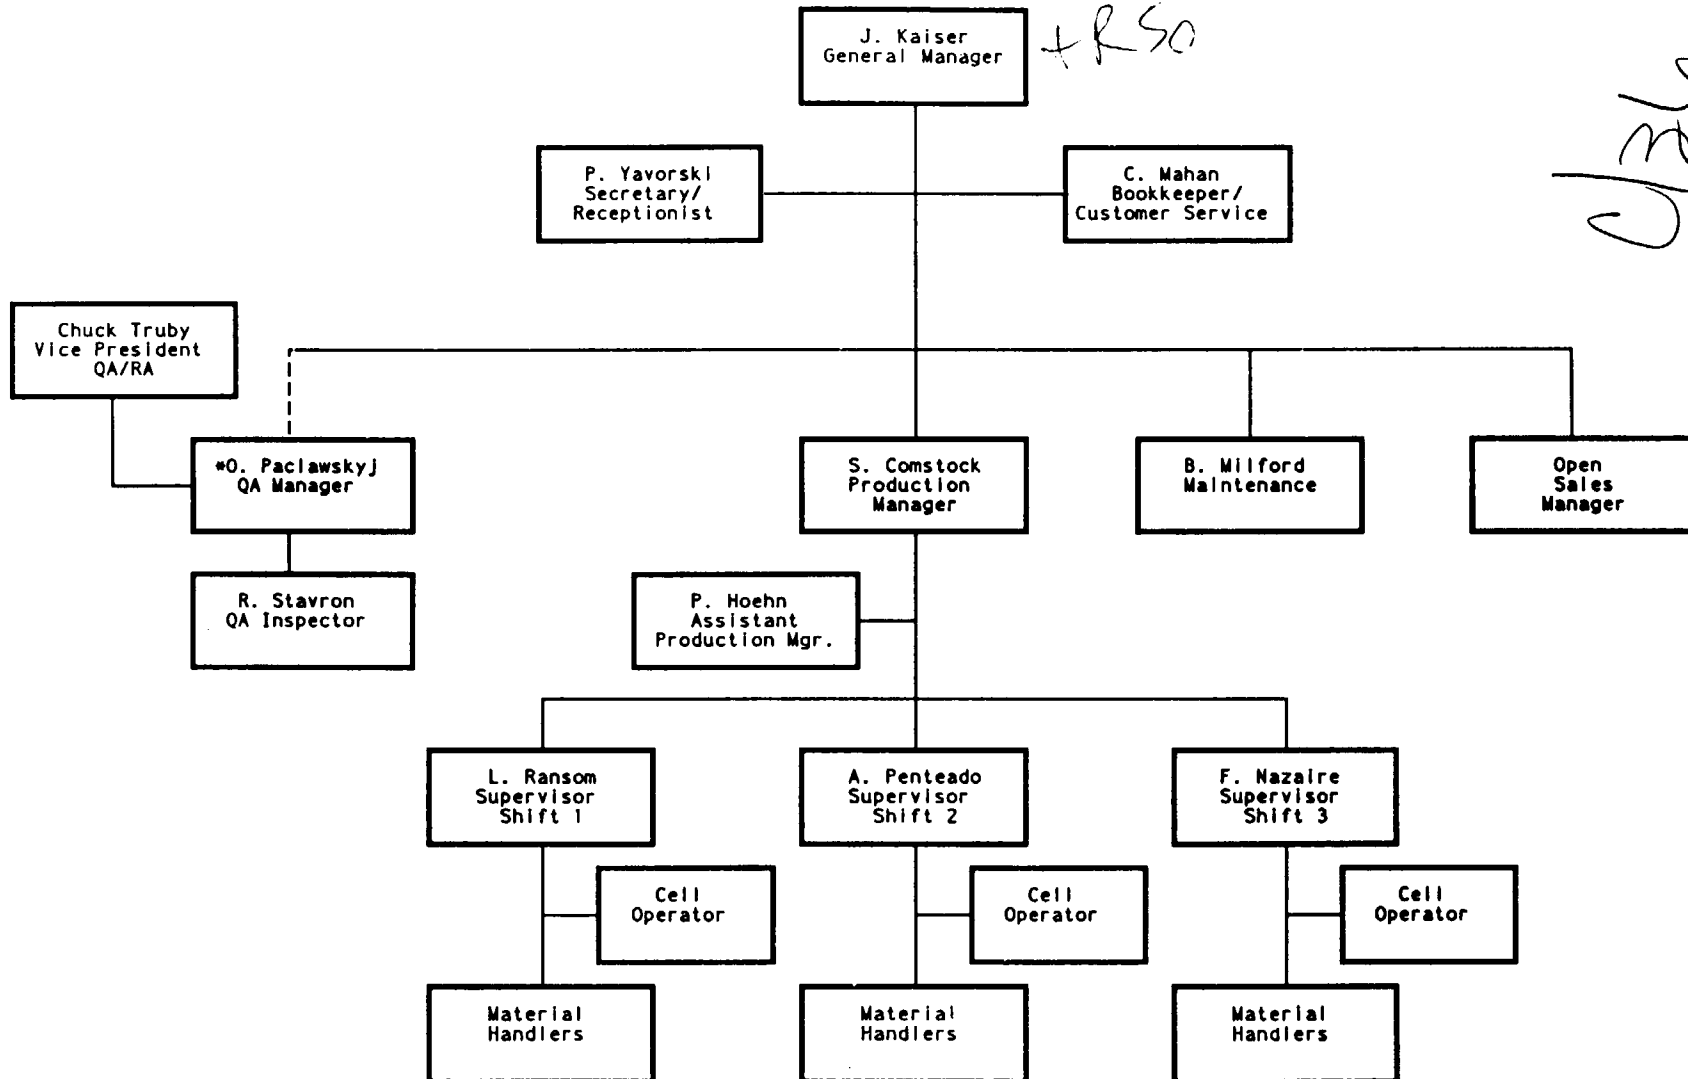 J. Kaiser
General Manager
+ RSO
P. Yavorski
Secretary/
Receptionist
C. Mahan
Bookkeeper/
Customer Service
Chuck Truby
Vice President
QA/RA
*O. Paclawskyj
QA Manager
S. Comstock
Production
Manager
B. Milford
Maintenance
Open
Sales
Manager
R. Stavron
QA Inspector
P. Hoehn
Assistant
Production Mgr.
L. Ransom
Supervisor
Shift 1
A. Penteado
Supervisor
Shift 2
F. Nazaire
Supervisor
Shift 3
Cell
Operator
Cell
Operator
Cell
Operator
Material
Handlers
Material
Handlers
Material
Handlers